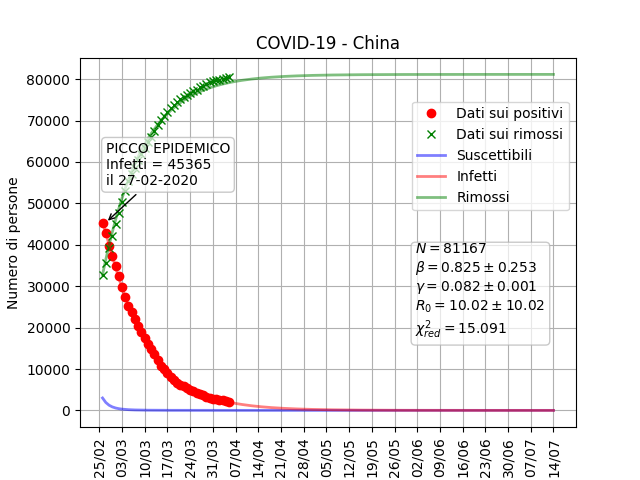 COVID-19 - China
Numero di persone
80000
70000
60000
50000
40000
30000
20000
10000
0
PICCO EPIDEMICO
Infetti = 45365
il 27-02-2020
Dati sui positivi
Dati sui rimossi
Suscettibili
Infetti
Rimossi
N = 81167
β = 0.825 ± 0.253
γ = 0.082 ± 0.001
R₀ = 10.02 ± 10.02
χ²red = 15.091
25/02 03/03 10/03 17/03 24/03 31/03 07/04 14/04 21/04 28/04 05/05 12/05 19/05 26/05 02/06 09/06 16/06 23/06 30/06 07/07 14/07